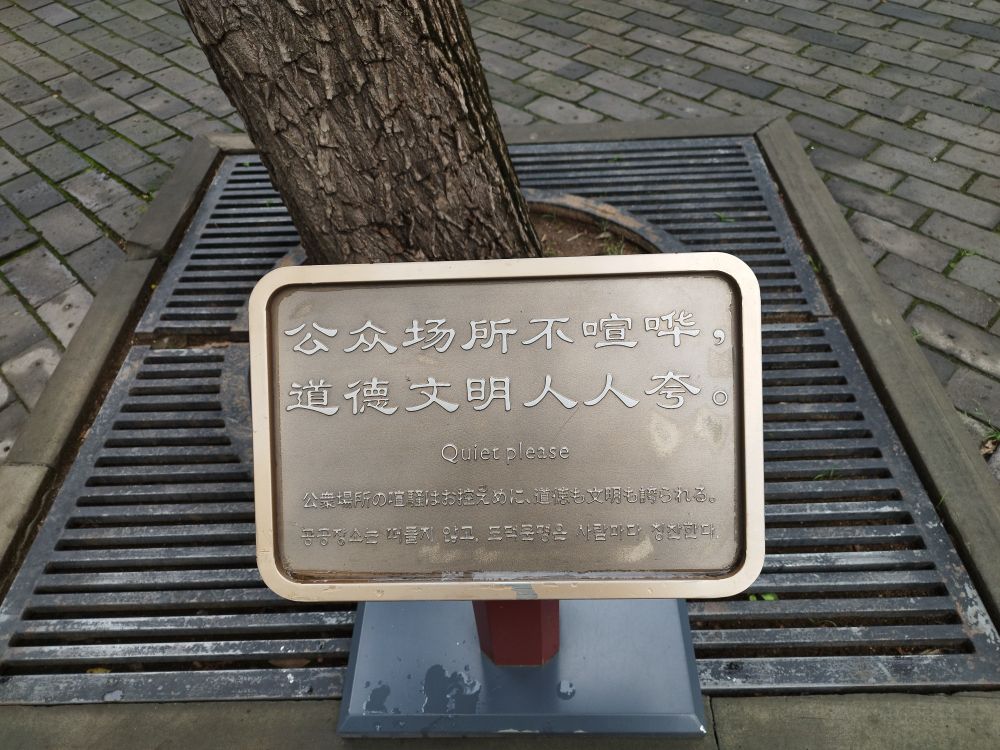 公众场所不喧哗，
道德文明人人夸。
Quiet please
公衆場所の喧騒はお控えめに、道徳も文明も誇られる。
공공장소는 떠들지 않고, 도덕문명은 사람마다 칭찬한다.